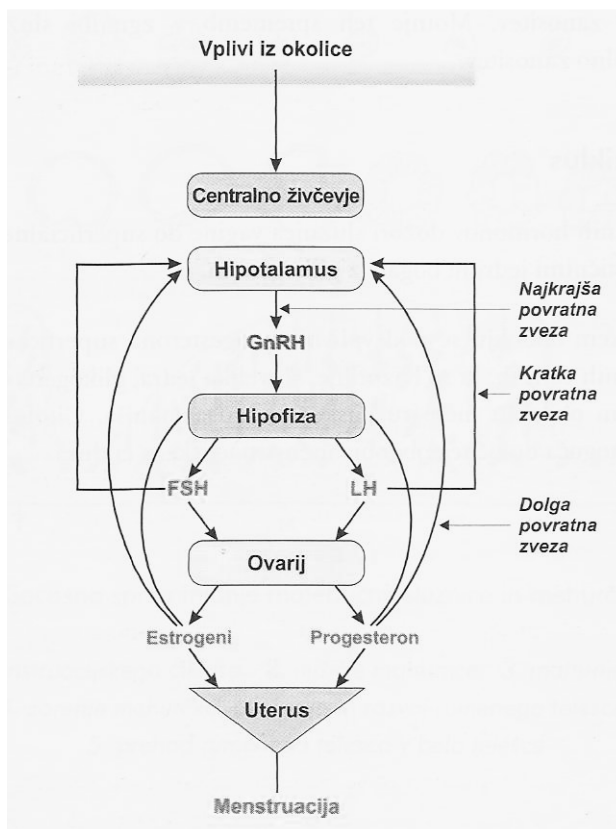 Vplivi iz okolice
Centralno živčevje
Hipotalamus
Najkrajša
povratna
zveza
GnRH
Kratka
povratna
zveza
Hipofiza
FSH
LH
Dolga
povratna
zveza
Ovarij
Estrogeni
Progesteron
Uterus
Menstruacija